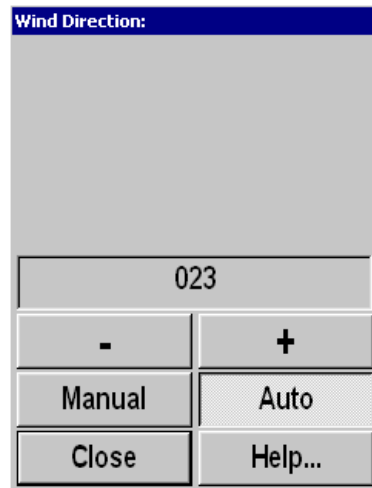 Wind Direction:
023
- +
Manual Auto
Close Help...